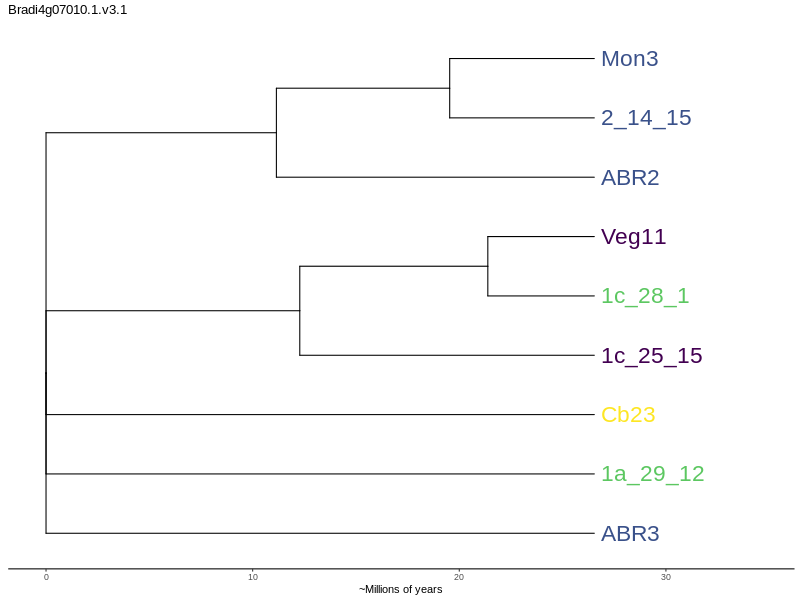 Bradi4g07010.1.v3.1
Mon3
2_14_15
ABR2
Veg11
1c_28_1
1c_25_15
Cb23
1a_29_12
ABR3
0 10 20 30
~Millions of years